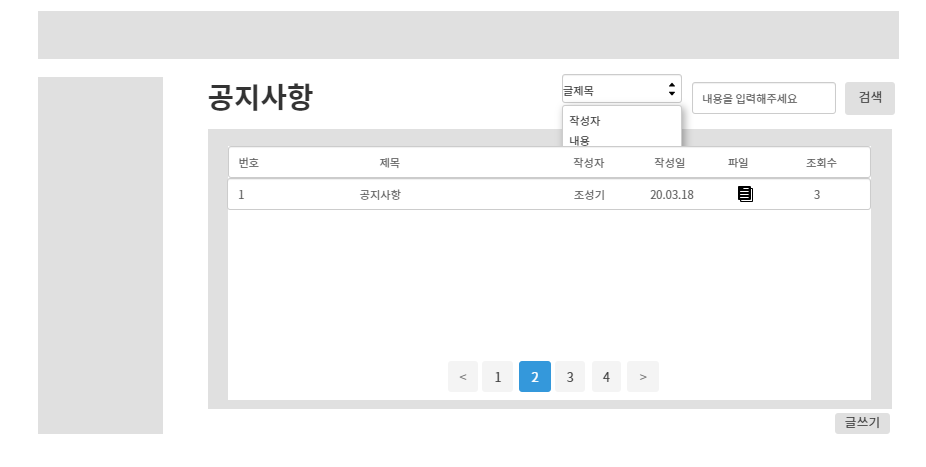 공지사항
글제목
내용을 입력해주세요
검색
작성자
내용
번호 제목 작성자 작성일 파일 조회수
1 공지사항 조성기 20.03.18 3
< 1 2 3 4 >
글쓰기